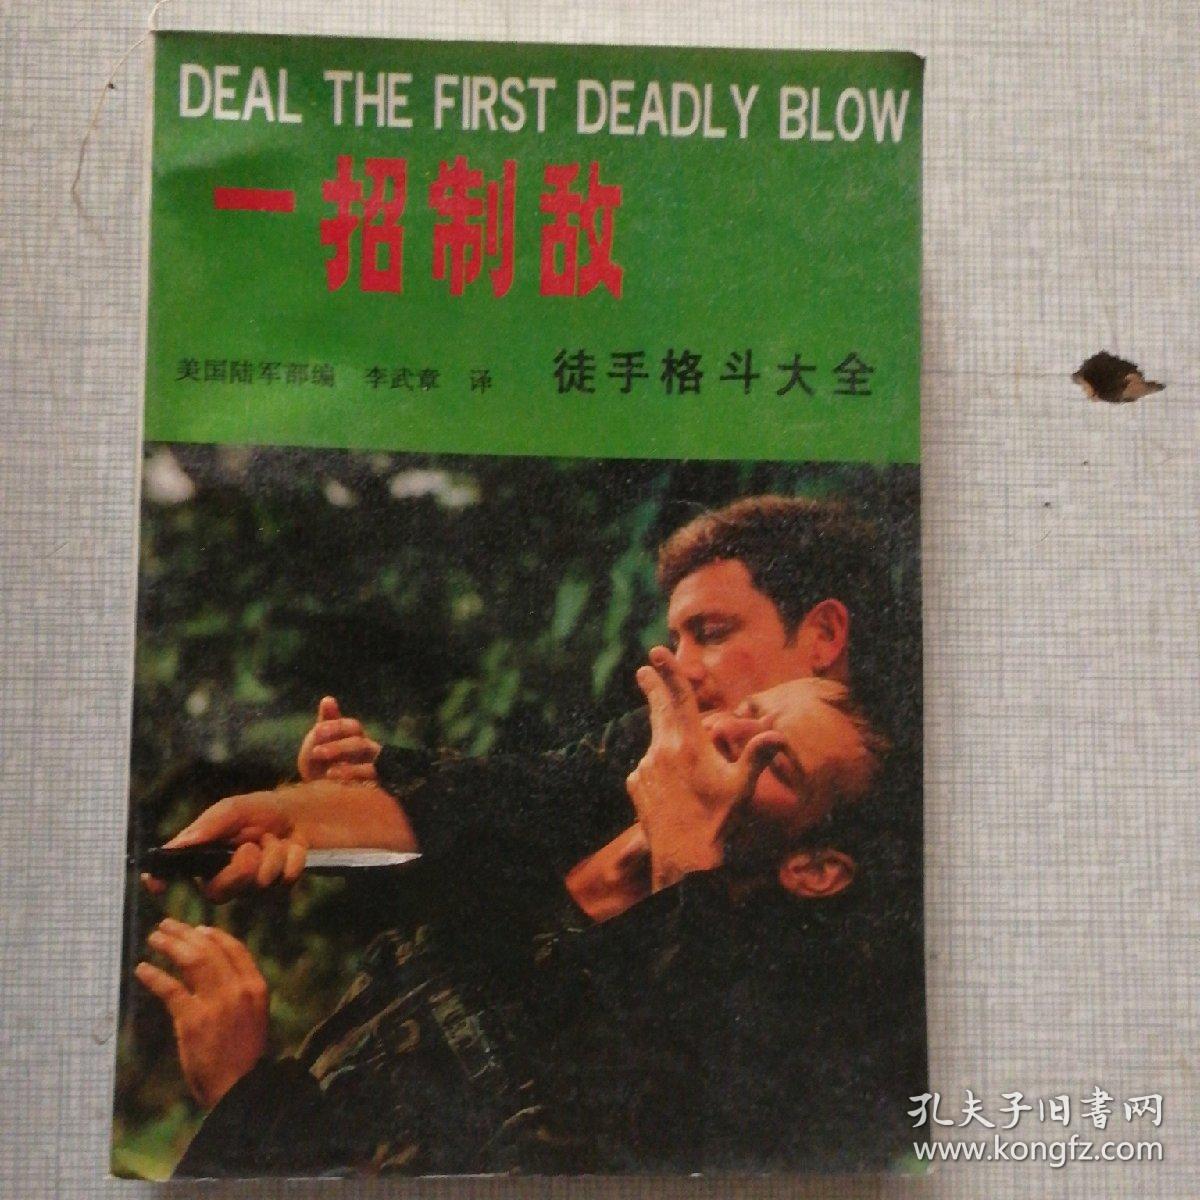 DEAL THE FIRST DEADLY BLOW
一招制敌
美国陆军部编 李武章 译 徒手格斗大全
孔夫子旧書网
www.kongfz.com